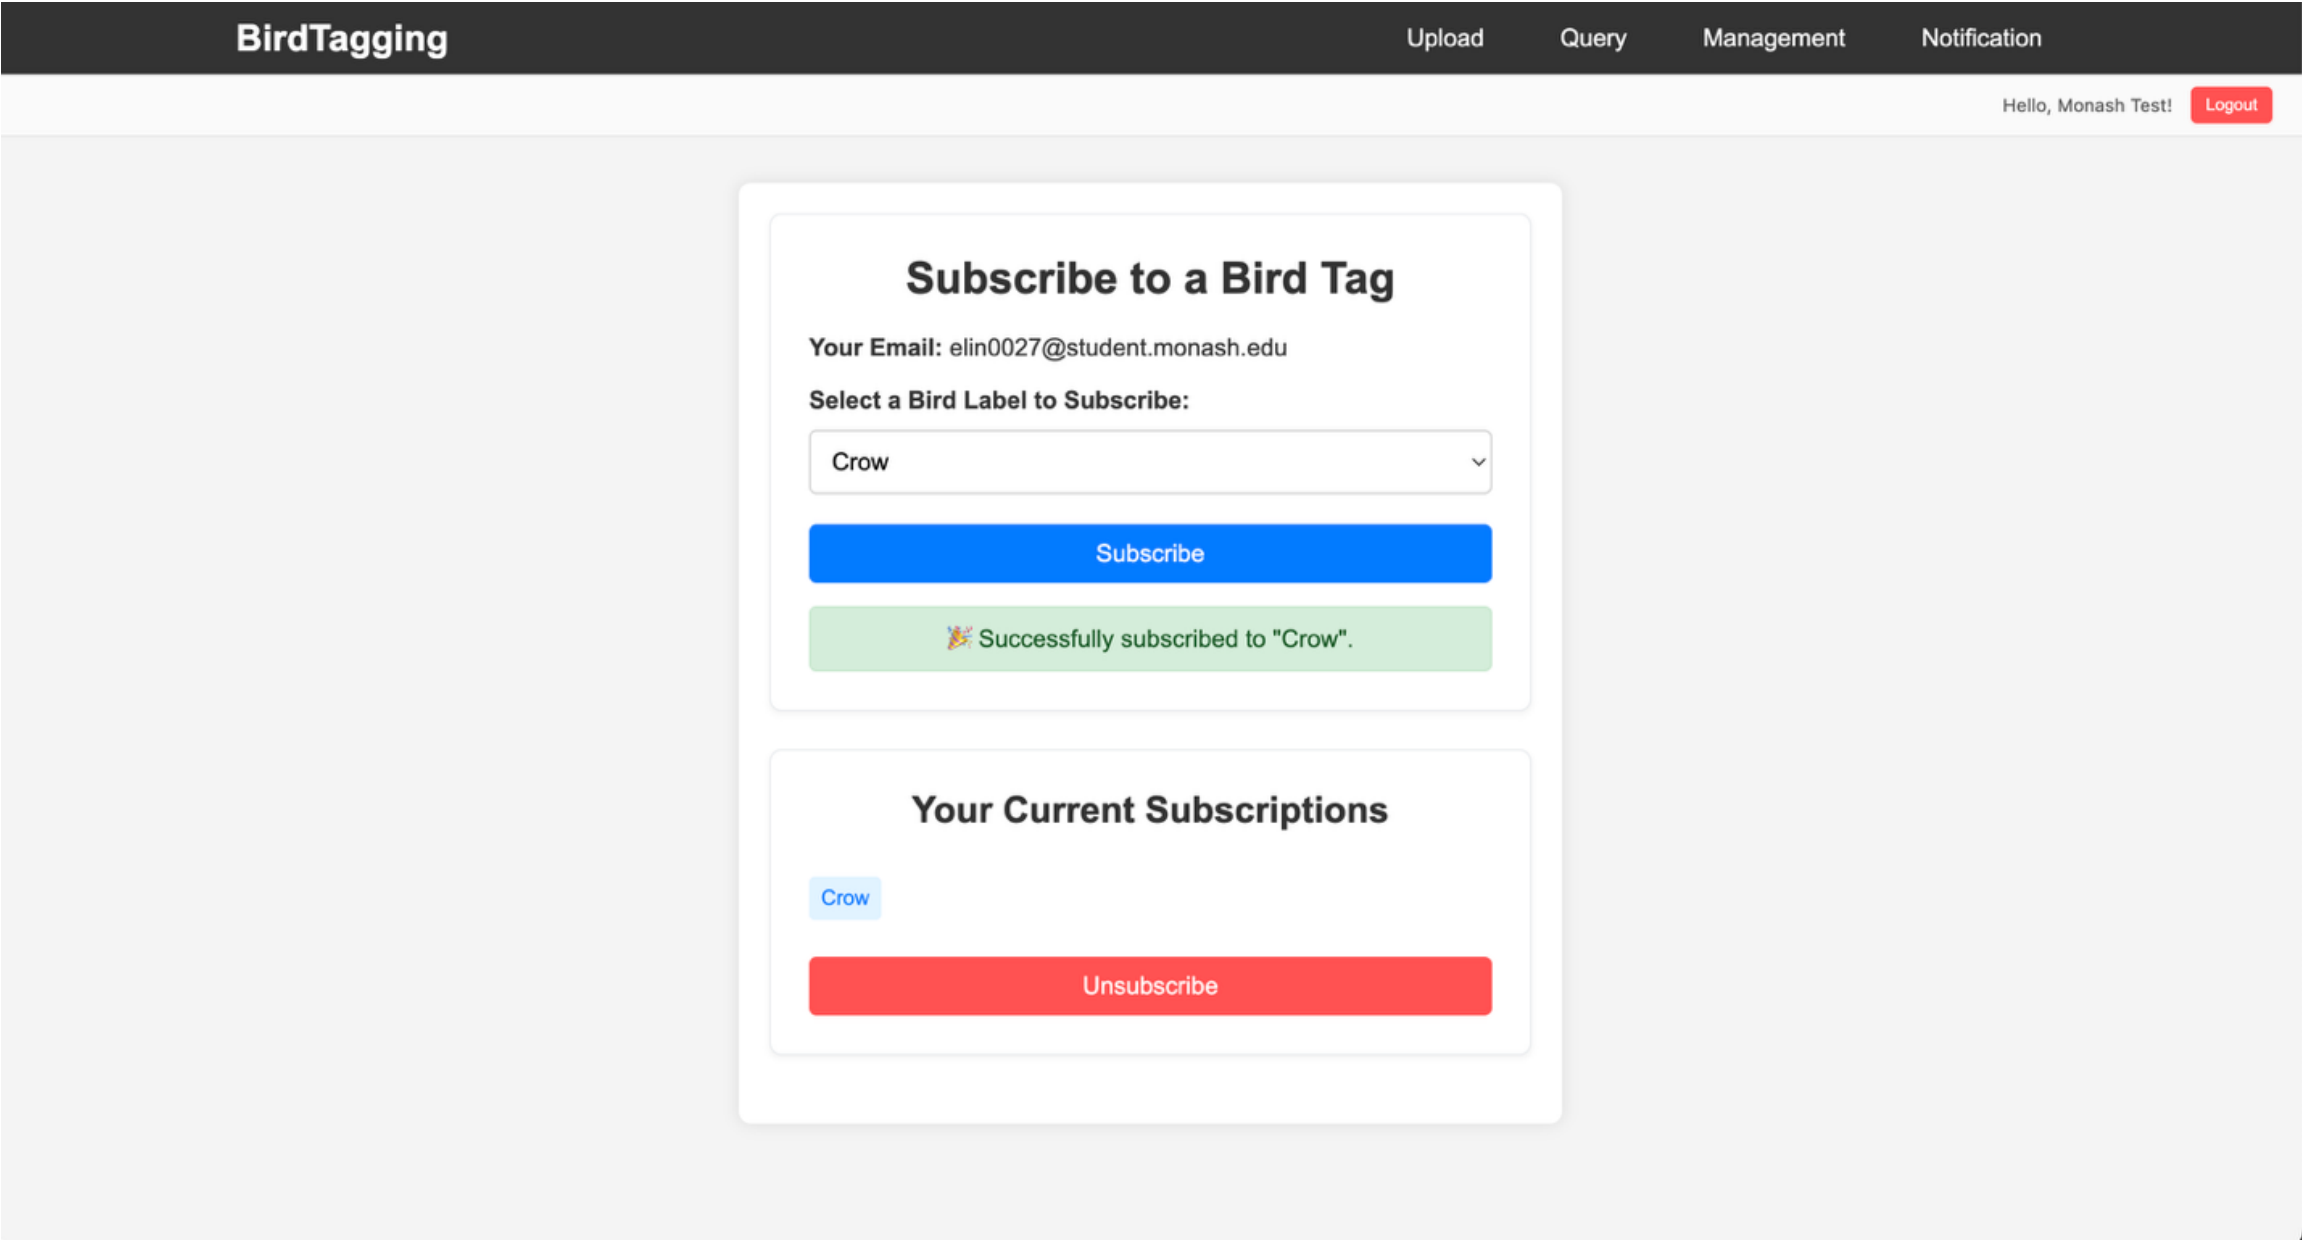 BirdTagging
Upload Query Management Notification
Hello, Monash Test! Logout
Subscribe to a Bird Tag
Your Email: elin0027@student.monash.edu
Select a Bird Label to Subscribe:
Crow
Subscribe
🎉 Successfully subscribed to "Crow".
Your Current Subscriptions
Crow
Unsubscribe